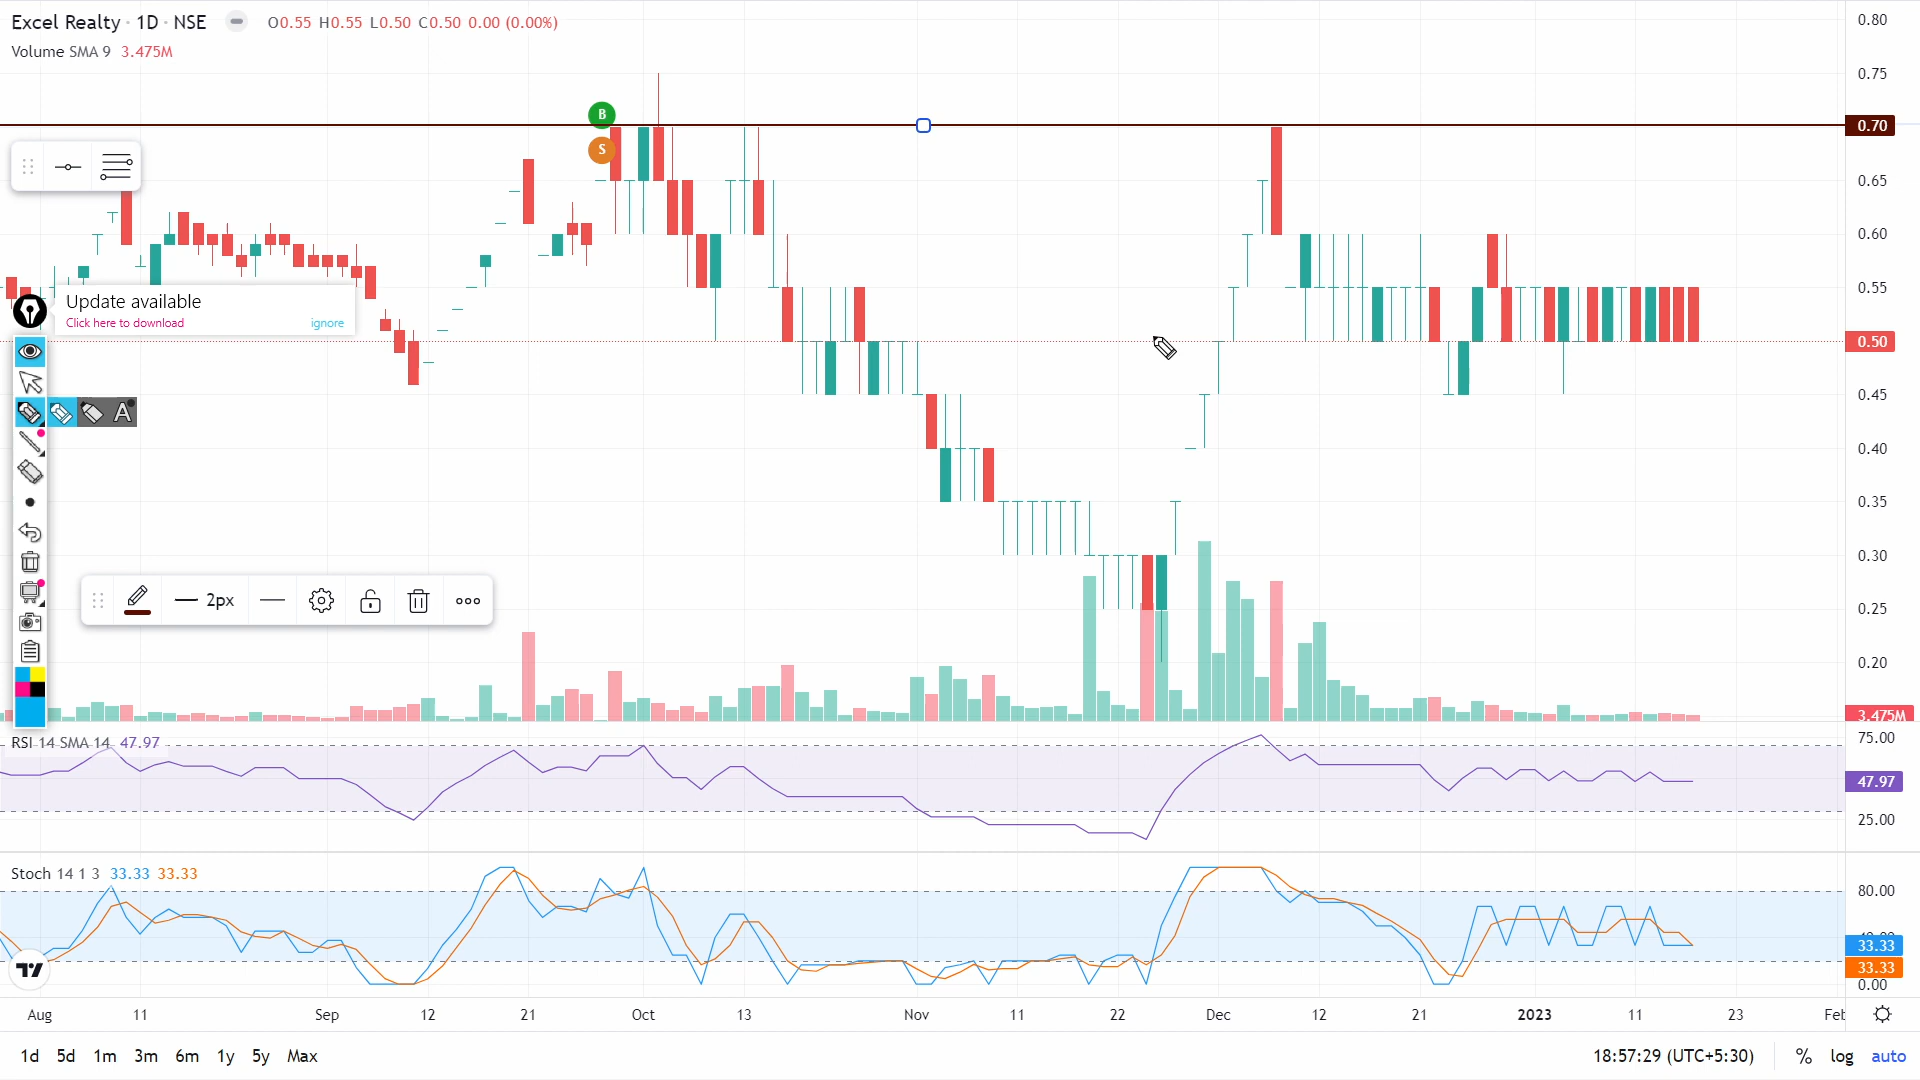 Excel Realty · 1D · NSE O0.55 H0.55 L0.50 C0.50 0.00 (0.00%)
Volume SMA 9 3.475M
0.80
0.75
B
0.70
S
0.65
0.60
0.55
Update available
Click here to download ignore
0.50
A
0.45
0.40
0.35
0.30
0.25
2px
0.20
3.475M
RSI 14 SMA 14 47.97
75.00
47.97
25.00
Stoch 14 1 3 33.33 33.33
80.00
40.00
33.33
33.33
0.00
Aug 11 Sep 12 21 Oct 13 Nov 11 22 Dec 12 21 2023 11 23 Feb
1d 5d 1m 3m 6m 1y 5y Max 18:57:29 (UTC+5:30) % log auto